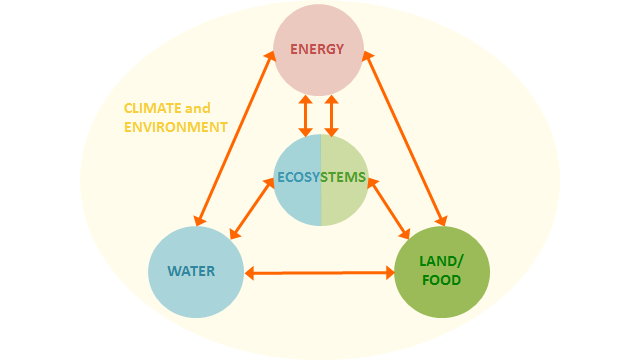 ENERGY
CLIMATE and
ENVIRONMENT
ECOSYSTEMS
WATER
LAND/
FOOD